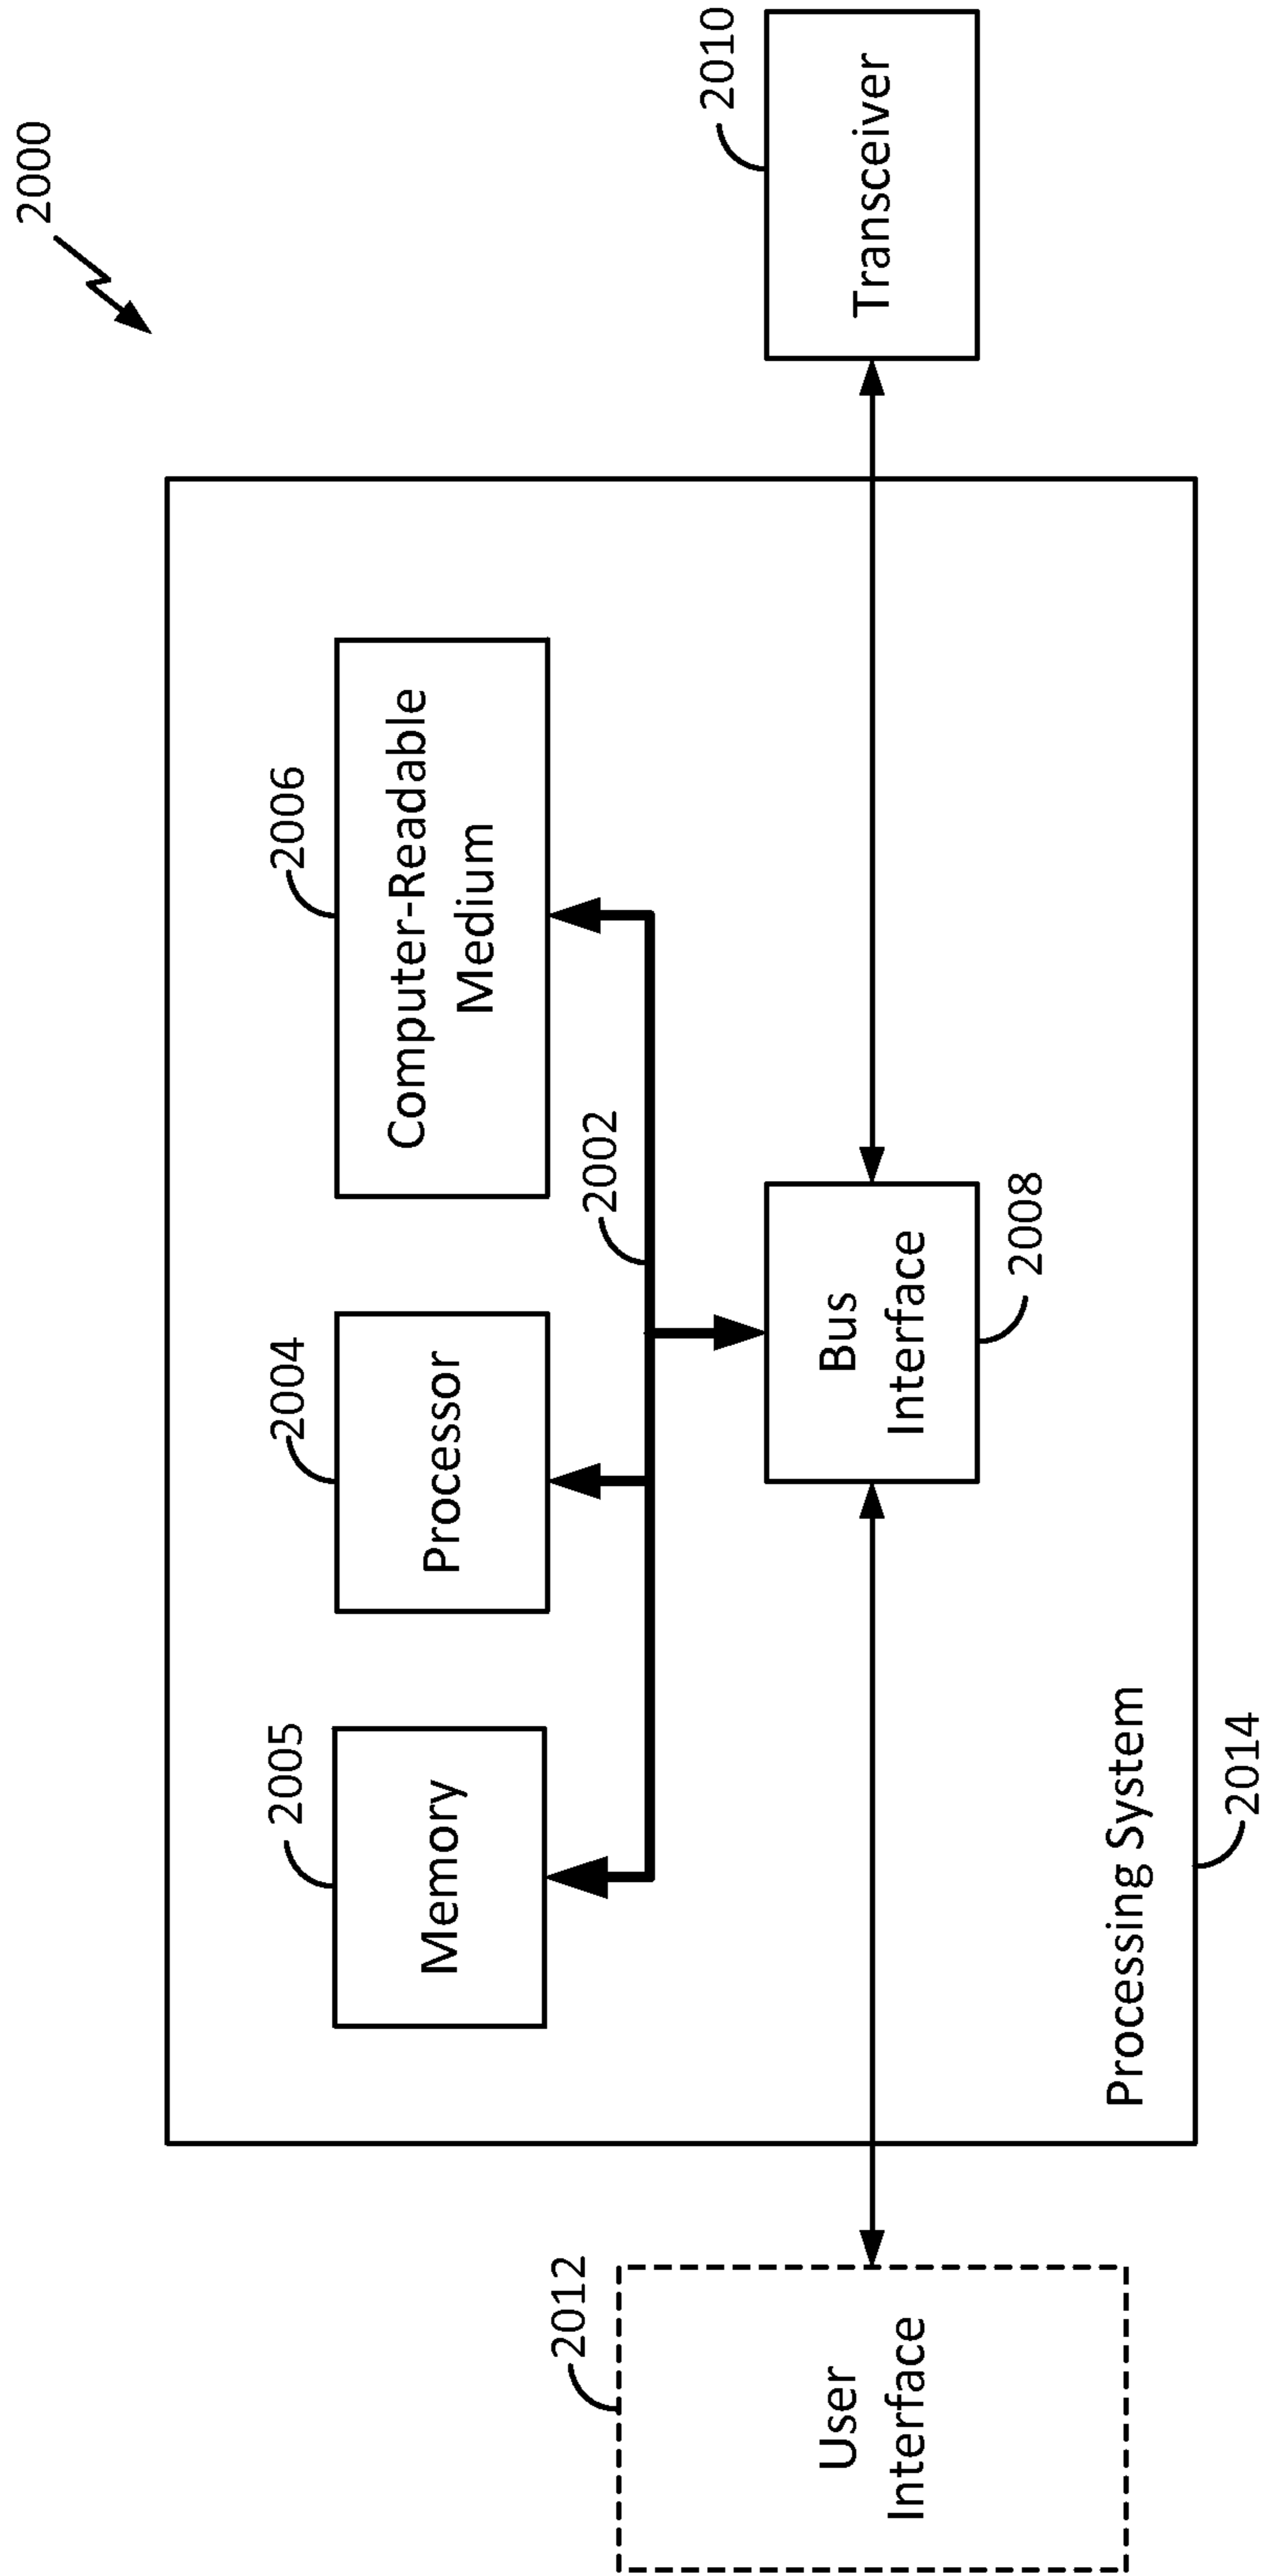 2000
2005
Memory
2004
Processor
2006
Computer-Readable
Medium
2002
2012
User
Interface
Bus
Interface
2008
2010
Transceiver
Processing System
2014